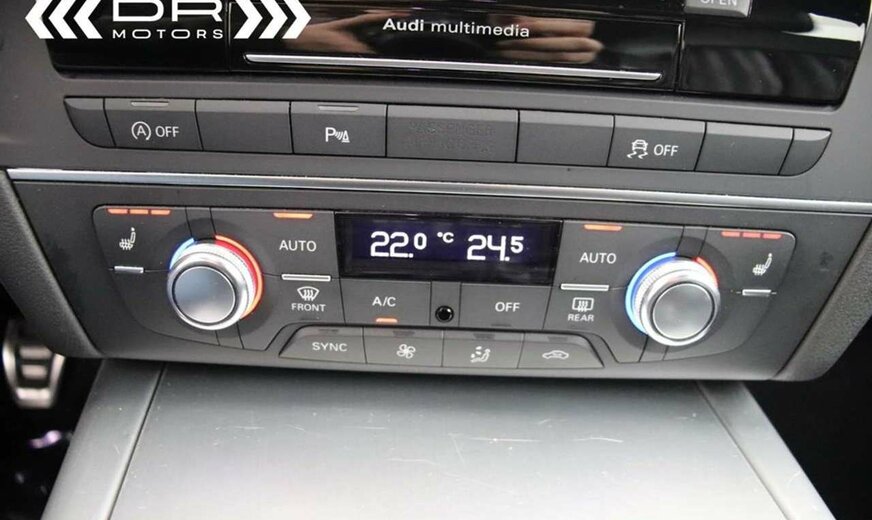 DR
MOTORS
Audi multimedia
OPEN
A OFF
P
OFF
22.0 °C 24.5
AUTO
AUTO
FRONT
A/C
OFF
REAR
SYNC